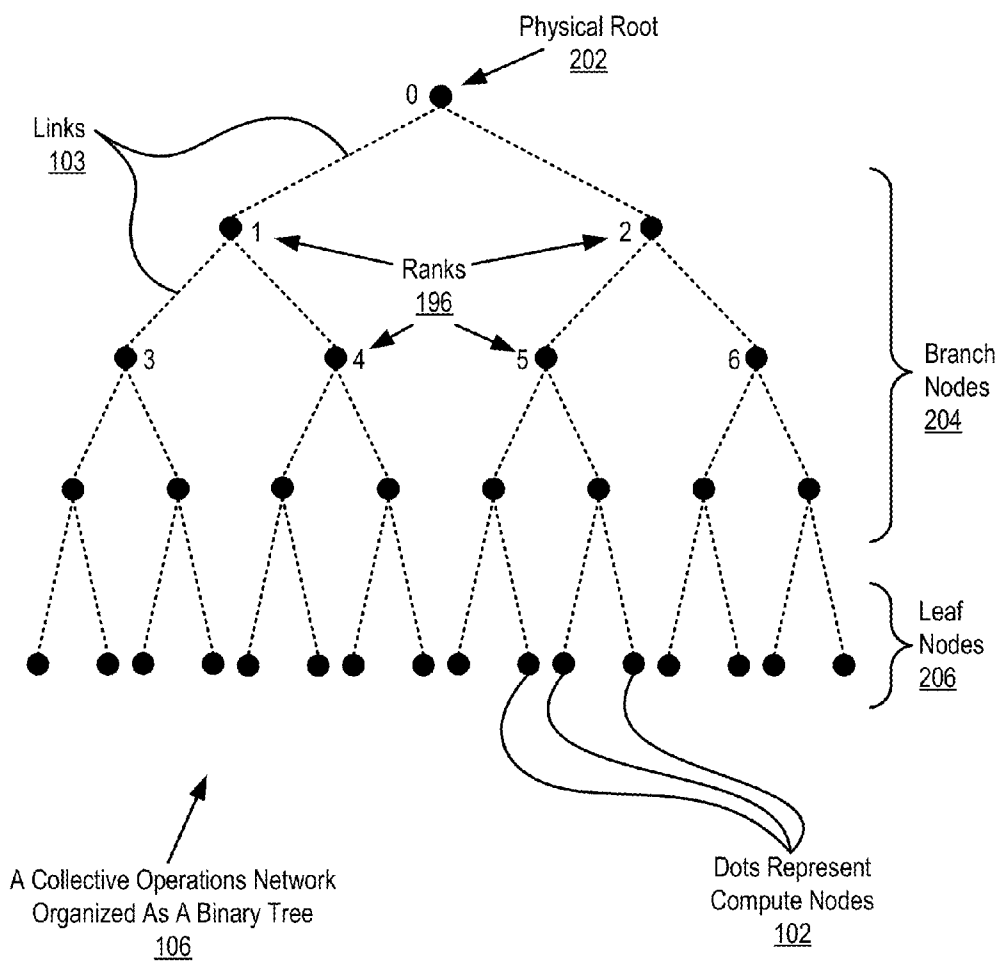 Physical Root
202
0
Links
103
1
2
Ranks
196
3
4
5
6
Branch
Nodes
204
Leaf
Nodes
206
A Collective Operations Network
Organized As A Binary Tree
106
Dots Represent
Compute Nodes
102